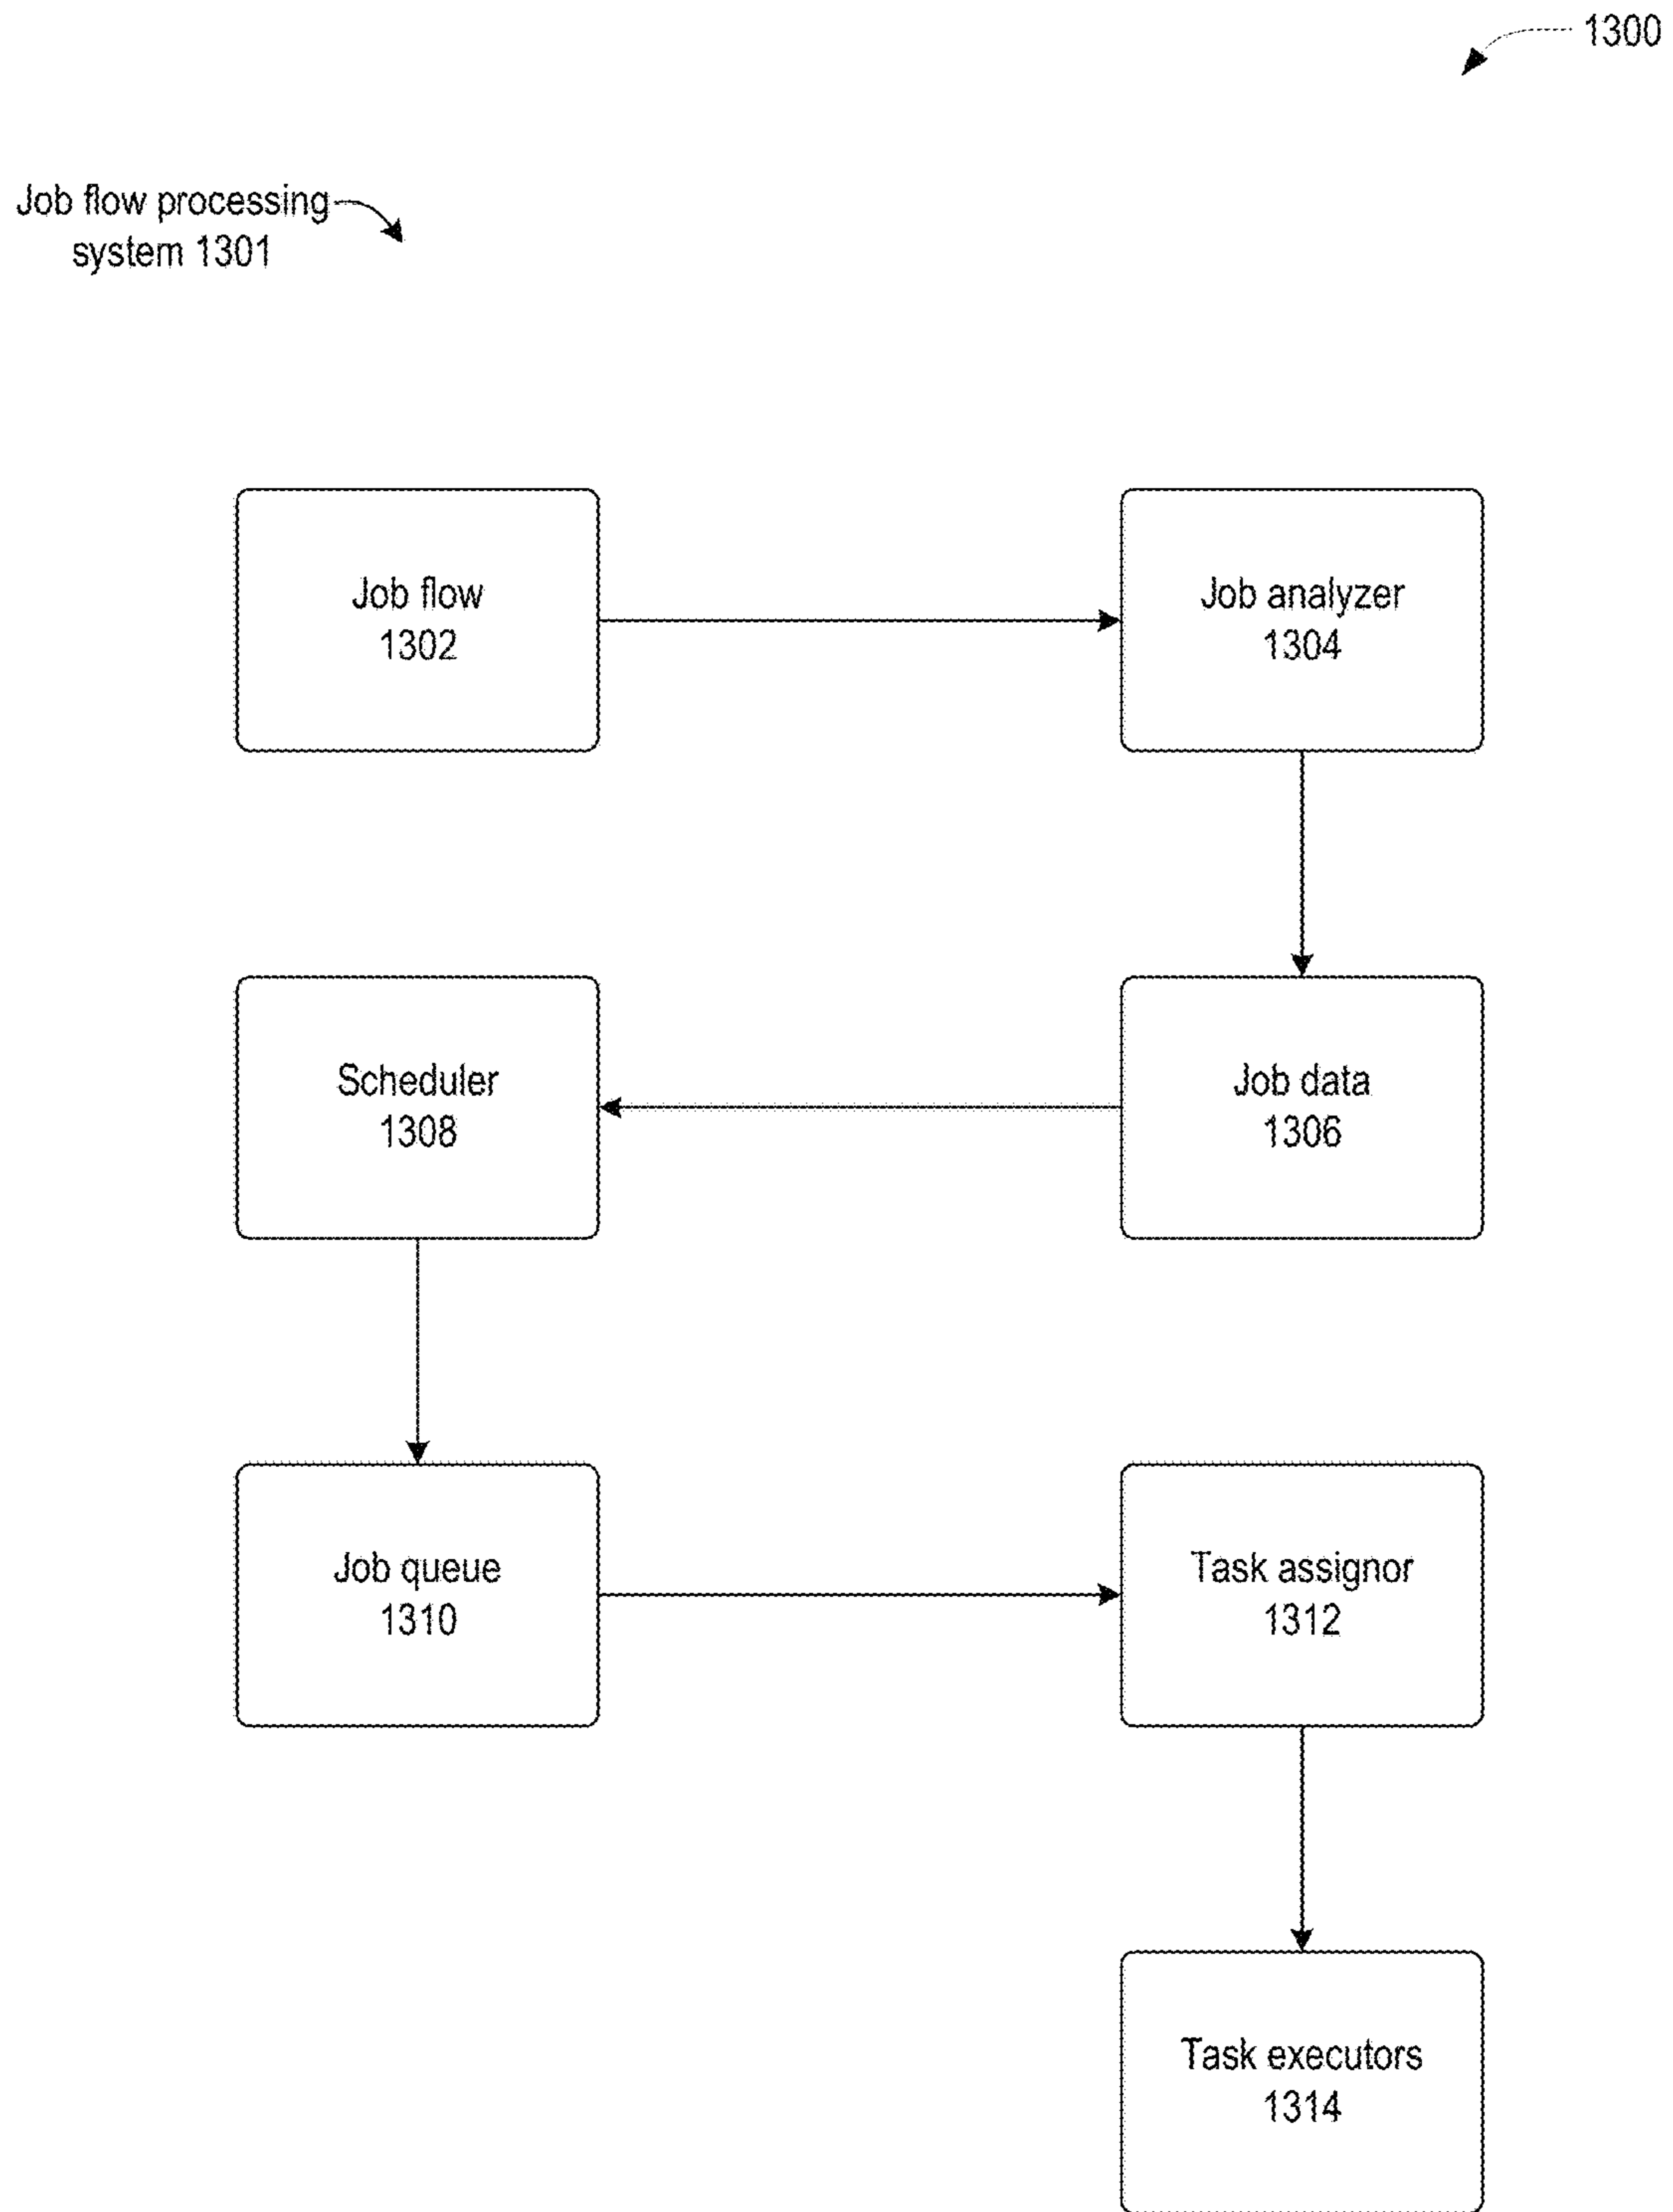 1300
Job flow processing
system 1301
Job flow
1302
Job analyzer
1304
Scheduler
1308
Job data
1306
Job queue
1310
Task assignor
1312
Task executors
1314